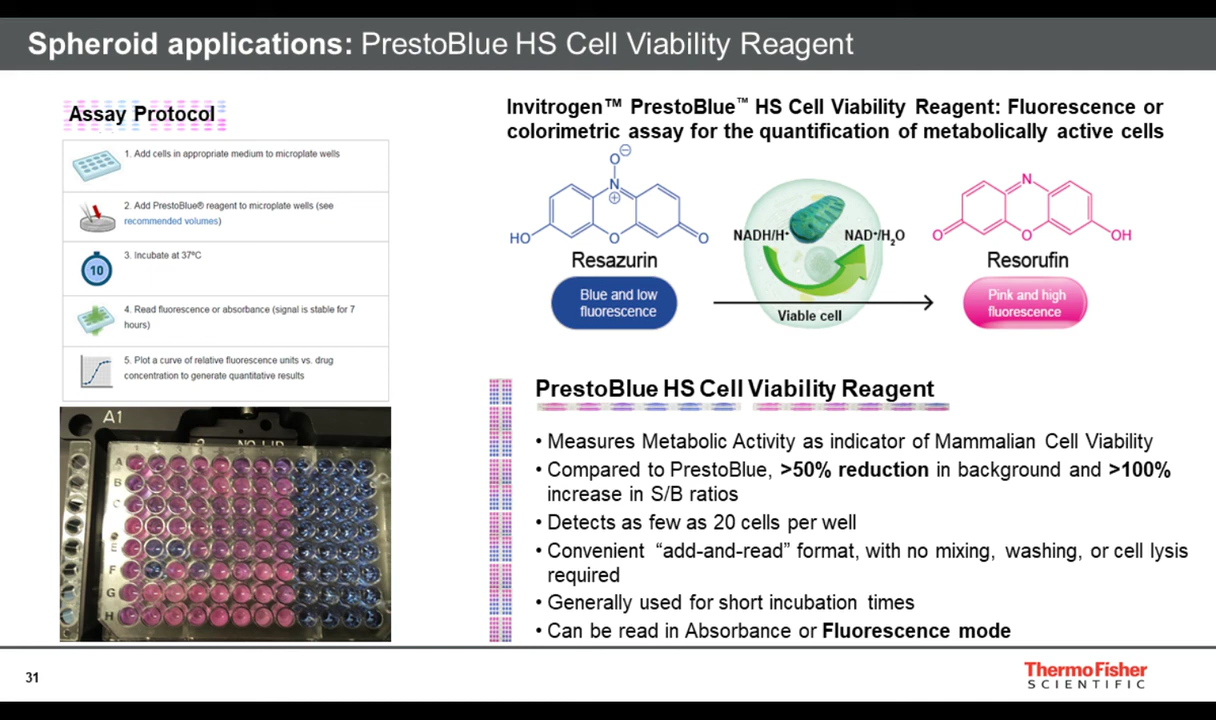 Spheroid applications: PrestoBlue HS Cell Viability Reagent
Assay Protocol
1. Add cells in appropriate medium to microplate wells
2. Add PrestoBlue® reagent to microplate wells (see
recommended volumes)
10
3. Incubate at 37ºC
4. Read fluorescence or absorbance (signal is stable for 7
hours)
5. Plot a curve of relative fluorescence units vs. drug
concentration to generate quantitative results
A1
A
B
C
E
F
G
H
Invitrogen™ PrestoBlue™ HS Cell Viability Reagent: Fluorescence or
colorimetric assay for the quantification of metabolically active cells
O⊖
N
⊕
HO
O
O
Resazurin
Blue and low
fluorescence
NADH/H⁺
NAD⁺/H₂O
Viable cell
N
O
O
OH
Resorufin
Pink and high
fluorescence
PrestoBlue HS Cell Viability Reagent
• Measures Metabolic Activity as indicator of Mammalian Cell Viability
• Compared to PrestoBlue, >50% reduction in background and >100%
increase in S/B ratios
• Detects as few as 20 cells per well
• Convenient “add-and-read” format, with no mixing, washing, or cell lysis
required
• Generally used for short incubation times
• Can be read in Absorbance or Fluorescence mode
31
ThermoFisher
SCIENTIFIC